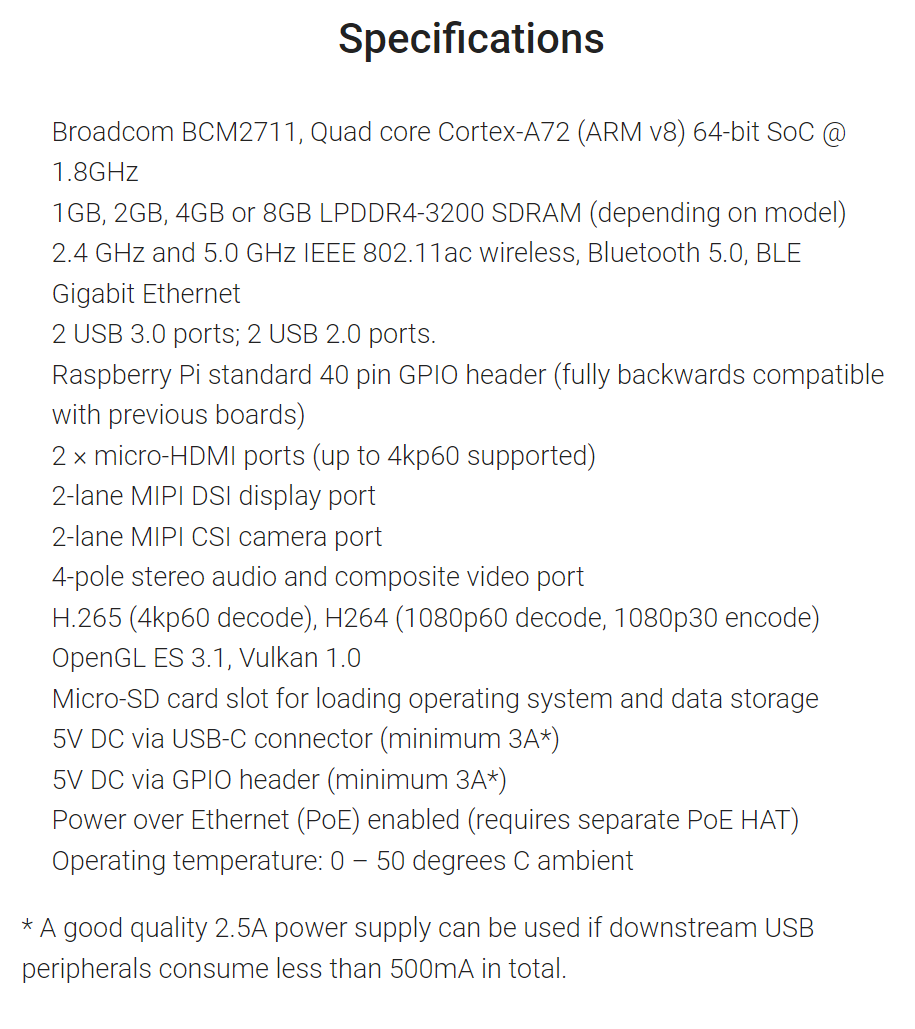 Specifications
Broadcom BCM2711, Quad core Cortex-A72 (ARM v8) 64-bit SoC @
1.8GHz
1GB, 2GB, 4GB or 8GB LPDDR4-3200 SDRAM (depending on model)
2.4 GHz and 5.0 GHz IEEE 802.11ac wireless, Bluetooth 5.0, BLE
Gigabit Ethernet
2 USB 3.0 ports; 2 USB 2.0 ports.
Raspberry Pi standard 40 pin GPIO header (fully backwards compatible
with previous boards)
2 × micro-HDMI ports (up to 4kp60 supported)
2-lane MIPI DSI display port
2-lane MIPI CSI camera port
4-pole stereo audio and composite video port
H.265 (4kp60 decode), H264 (1080p60 decode, 1080p30 encode)
OpenGL ES 3.1, Vulkan 1.0
Micro-SD card slot for loading operating system and data storage
5V DC via USB-C connector (minimum 3A*)
5V DC via GPIO header (minimum 3A*)
Power over Ethernet (PoE) enabled (requires separate PoE HAT)
Operating temperature: 0 – 50 degrees C ambient
* A good quality 2.5A power supply can be used if downstream USB
peripherals consume less than 500mA in total.